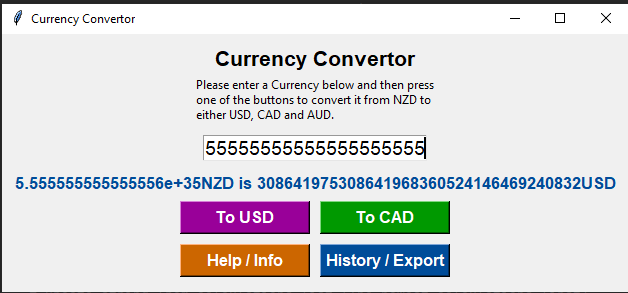 Currency Convertor
Currency Convertor
Please enter a Currency below and then press
one of the buttons to convert it from NZD to
either USD, CAD and AUD.
55555555555555555555
5.555555555555556e+35NZD is 308641975308641968360524146469240832USD
To USD
To CAD
Help / Info
History / Export